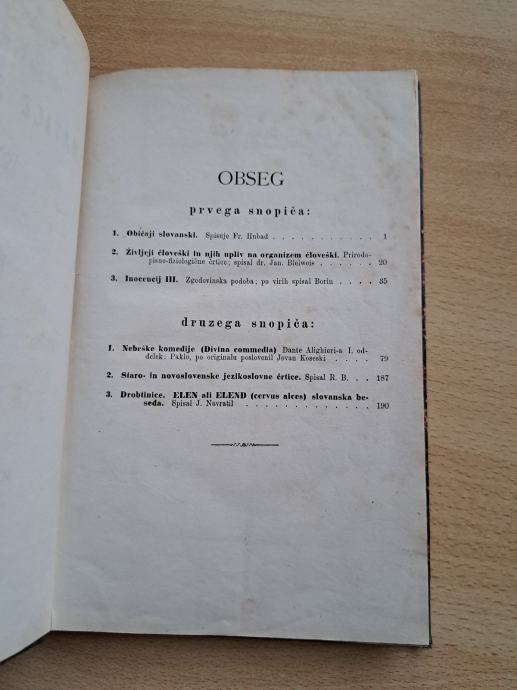 OBSEG
prvega snopiča:
1. Običaji slovanski. Spisuje Fr. Hubad . . . . . . . . . . . 1
2. Življeji človeški in njih upliv na organizem človeški. Prirodo-
pisno-fiziologične črtice; spisal dr. Jan. Bleiweis . . . . . . 20
3. Inocencij III. Zgodovinska podoba; po virih spisal Borin . . . . 35
druzega snopiča:
1. Nebeške komedije (Divina commedia) Dante Alighieri-a I. od-
delek: Paklo, po originalu poslovnil Jovan Koseski . . . . 79
2. Staro- in novoslovenske jezikoslovne črtice. Spisal R. B. . . 187
3. Drobtinice. ELEN ali ELEND (cervus alces) slovanska be-
seda. Spisal J. Navratil . . . . . . . . . . . . . . 190